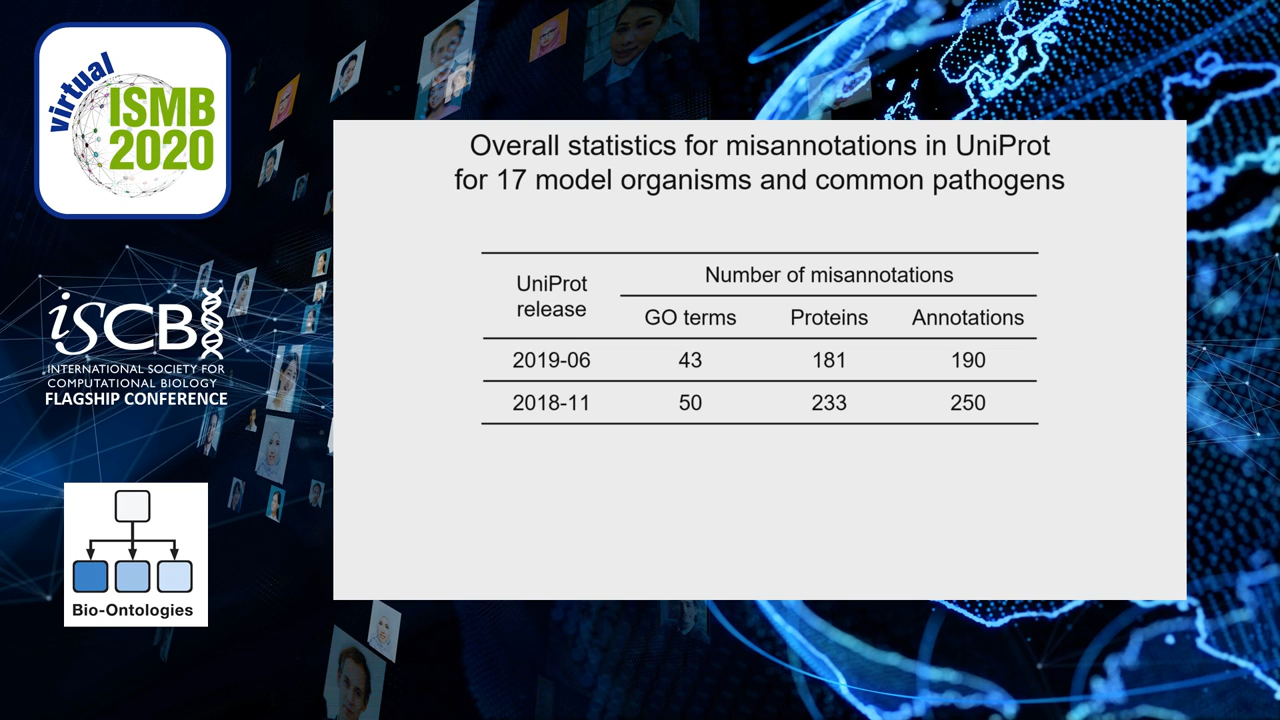 virtual
ISMB
2020
iSCB
INTERNATIONAL SOCIETY FOR
COMPUTATIONAL BIOLOGY
FLAGSHIP CONFERENCE
Bio-Ontologies
Overall statistics for misannotations in UniProt
for 17 model organisms and common pathogens
UniProt release Number of misannotations
GO terms Proteins Annotations
2019-06 43 181 190
2018-11 50 233 250